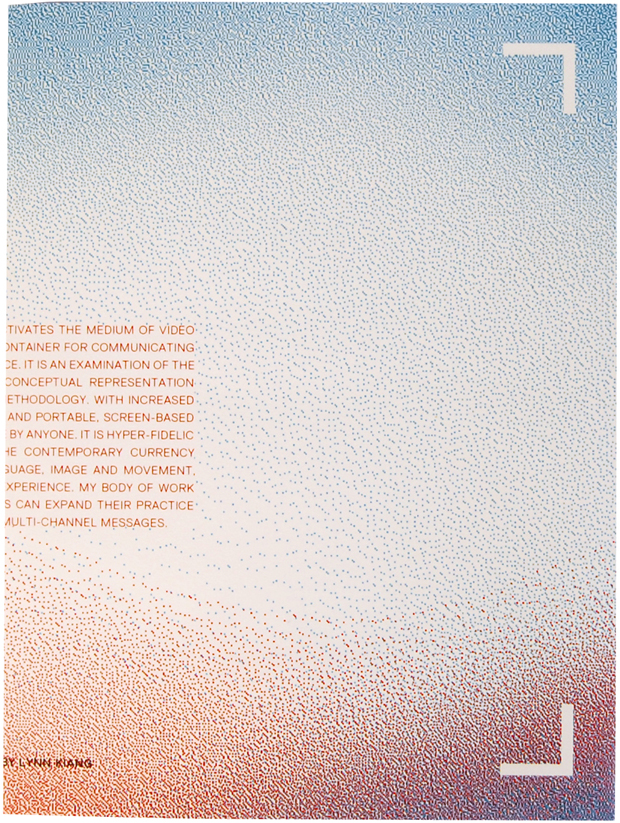 TIVATES THE MEDIUM OF VIDEO
ONTAINER FOR COMMUNICATING
CE. IT IS AN EXAMINATION OF THE
CONCEPTUAL REPRESENTATION
ETHODOLOGY. WITH INCREASED
AND PORTABLE, SCREEN-BASED
BY ANYONE. IT IS HYPER-FIDELIC
HE CONTEMPORARY CURRENCY
GUAGE, IMAGE AND MOVEMENT,
XPERIENCE. MY BODY OF WORK
S CAN EXPAND THEIR PRACTICE
MULTI-CHANNEL MESSAGES.
BY LYNN KIANG